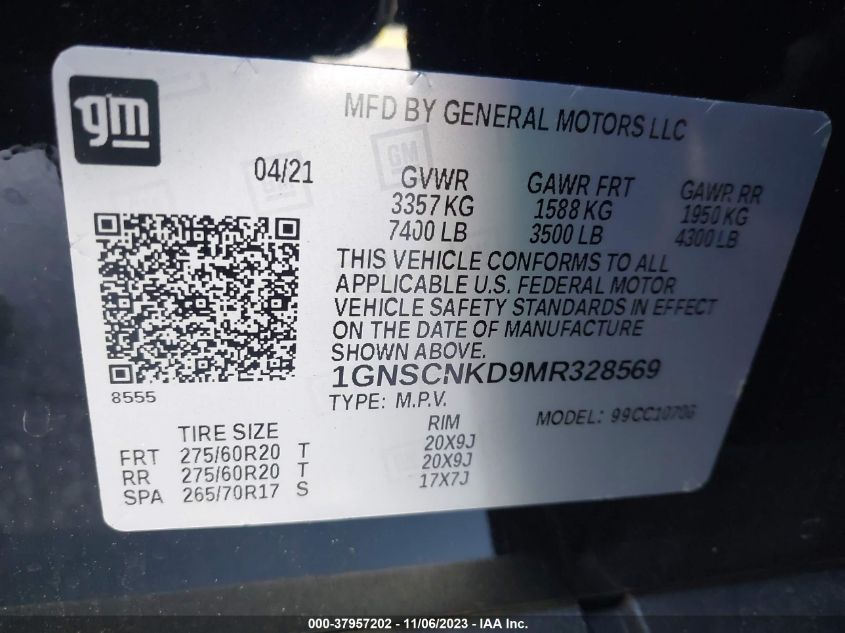 gm
MFD BY GENERAL MOTORS LLC
GM
GM
04/21
GVWR GAWR FRT GAWR RR
3357 KG 1588 KG 1950 KG
7400 LB 3500 LB 4300 LB
THIS VEHICLE CONFORMS TO ALL
APPLICABLE U.S. FEDERAL MOTOR
VEHICLE SAFETY STANDARDS IN EFFECT
ON THE DATE OF MANUFACTURE
SHOWN ABOVE.
1GNSCNKD9MR328569
8555
TYPE: M.P.V. MODEL: 99CC10706
TIRE SIZE RIM
FRT 275/60R20 T 20X9J
RR 275/60R20 T 20X9J
SPA 265/70R17 S 17X7J
000-37957202 - 11/06/2023 - IAA Inc.